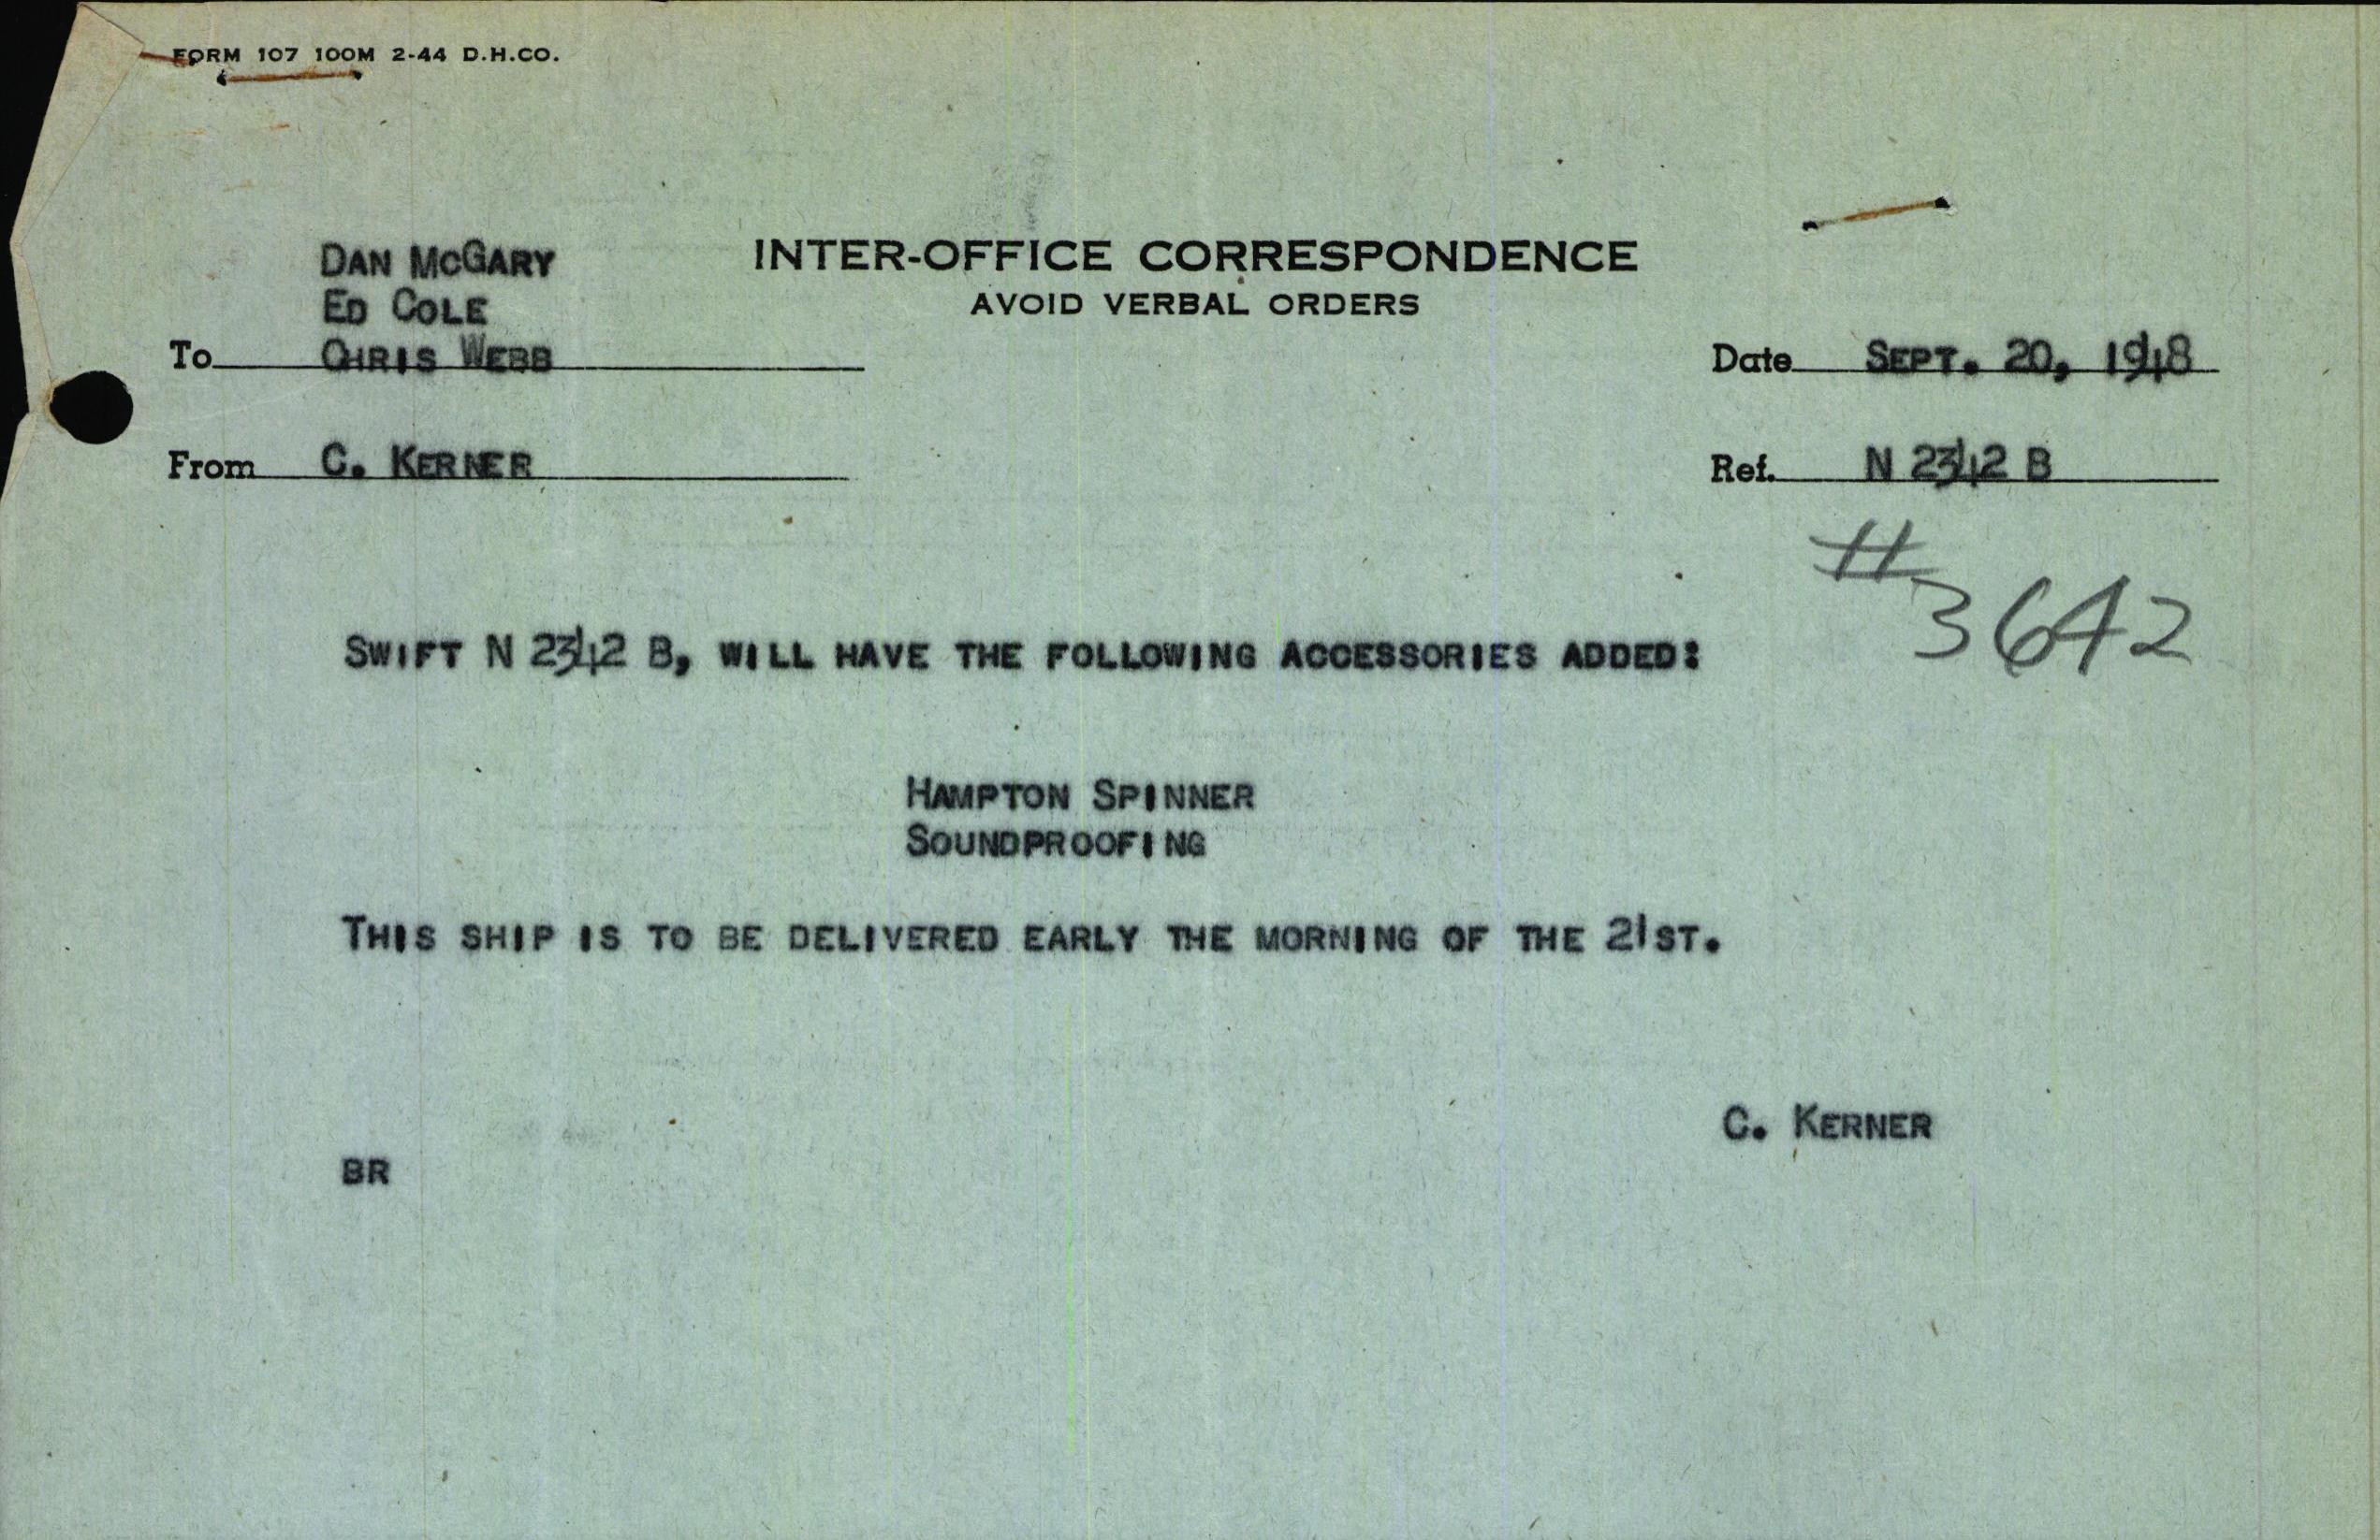 FORM 107 100M 2-44 D.H.CO.
INTER-OFFICE CORRESPONDENCE
AVOID VERBAL ORDERS
DAN MCGARY
ED COLE
To CHRIS WEBB
Date SEPT. 20, 1948
From C. KERNER
Ref. N 2342 B
#3642
SWIFT N 2342 B, WILL HAVE THE FOLLOWING ACCESSORIES ADDED:
HAMPTON SPINNER
SOUNDPROOFING
THIS SHIP IS TO BE DELIVERED EARLY THE MORNING OF THE 21ST.
C. KERNER
BR